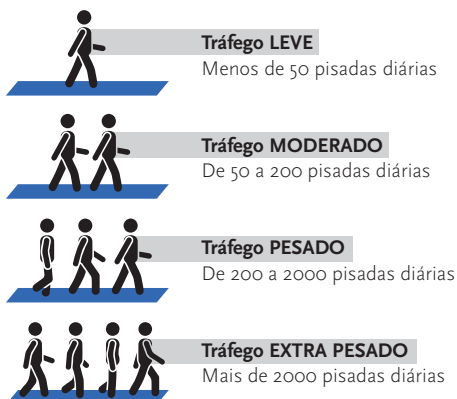 Tráfego LEVE
Menos de 50 pisadas diárias
Tráfego MODERADO
De 50 a 200 pisadas diárias
Tráfego PESADO
De 200 a 2000 pisadas diárias
Tráfego EXTRA PESADO
Mais de 2000 pisadas diárias